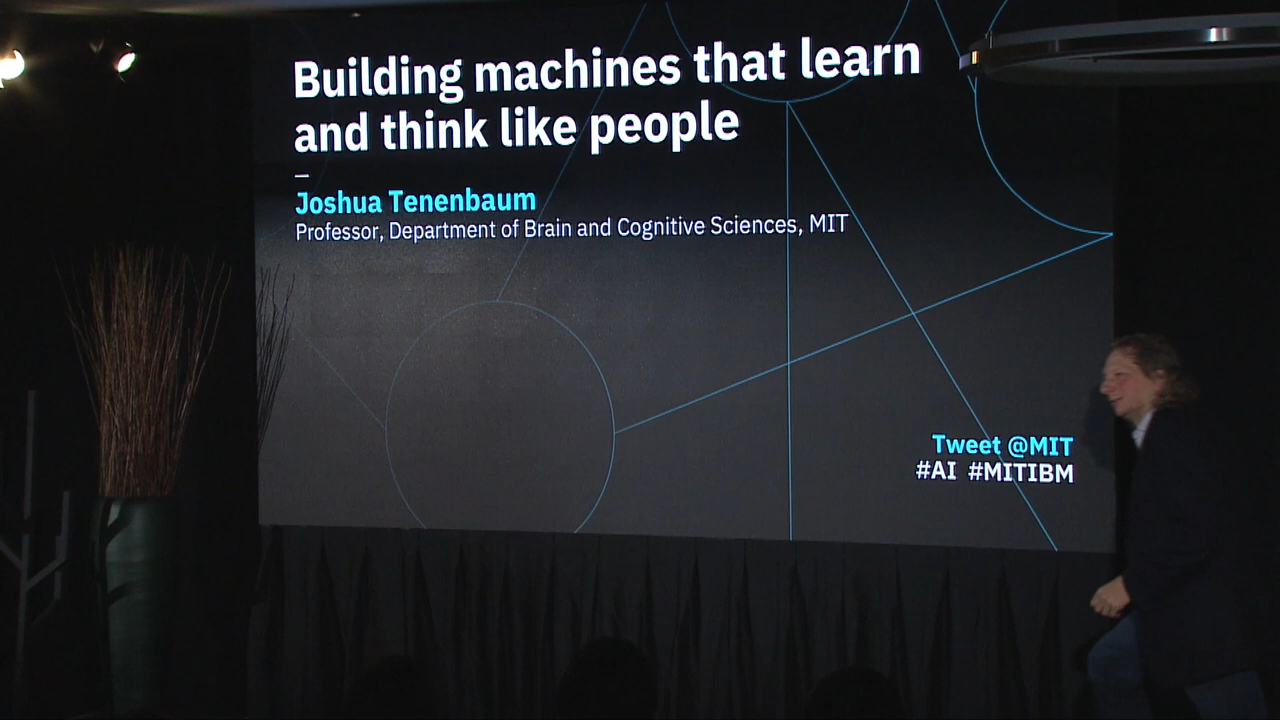 Building machines that learn
and think like people
–
Joshua Tenenbaum
Professor, Department of Brain and Cognitive Sciences, MIT
Tweet @MIT
#AI #MITIBM